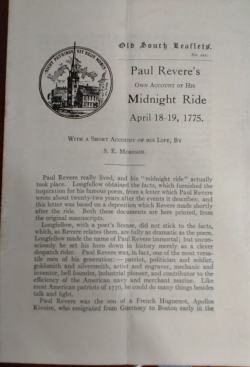 Old South Leaflets.
No. 222.
Paul Revere's
OWN ACCOUNT OF HIS
Midnight Ride
April 18-19, 1775.
WITH A SHORT ACCOUNT OF HIS LIFE, BY
S. E. MORISON.
Paul Revere really lived, and his "midnight ride" actually
took place. Longfellow obtained the facts, which furnished the
inspiration for his famous poem, from a letter which Paul Revere
wrote about twenty-two years after the events it describes; and
this letter was based on a deposition which Revere made shortly
after the ride. Both these documents are here printed, from
the original manuscripts.
Longfellow, with a poet's license, did not stick to the facts,
which, as Revere relates them, are fully as dramatic as the poem.
Longfellow made the name of Paul Revere immortal; but uncon-
sciously he set his hero down in history merely as a clever
despatch rider. Paul Revere was, in fact, one of the most versa-
tile men of his generation: — patriot, politician and soldier,
goldsmith and silversmith, artist and engraver, mechanic and
inventor, bell founder, industrial pioneer, and contributor to the
efficiency of the American navy and merchant marine. Like
most American patriots of 1776, he could do many things besides
talk and fight.
Paul Revere was the son of a French Huguenot, Apollos
Rivoire, who emigrated from Guernsey to Boston early in the